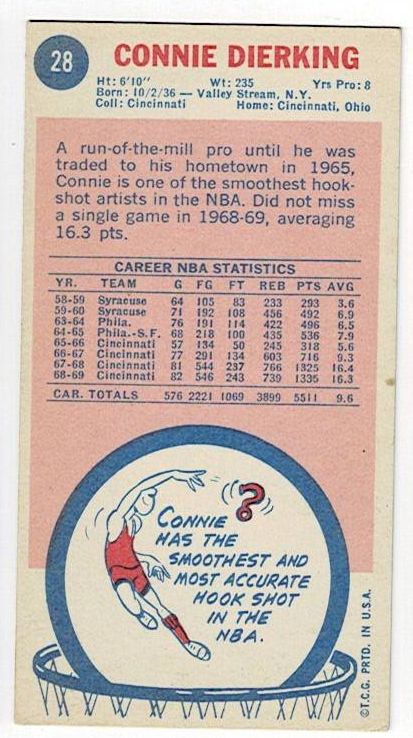 28
CONNIE DIERKING
Ht: 6'10" Wt: 235 Yrs Pro: 8
Born: 10/2/36 — Valley Stream, N.Y.
Coll: Cincinnati Home: Cincinnati, Ohio
A run-of-the-mill pro until he was
traded to his hometown in 1965,
Connie is one of the smoothest hook-
shot artists in the NBA. Did not miss
a single game in 1968-69, averaging
16.3 pts.
CAREER NBA STATISTICS
YR. TEAM G FG FT REB PTS AVG
58-59 Syracuse 64 105 83 233 293 3.6
59-60 Syracuse 71 192 108 456 492 6.9
63-64 Phila. 76 191 114 422 496 6.5
64-65 Phila.-S.F. 68 218 100 435 536 7.9
65-66 Cincinnati 57 134 50 245 318 5.6
66-67 Cincinnati 77 291 134 603 716 9.3
67-68 Cincinnati 81 544 237 766 1325 16.4
68-69 Cincinnati 82 546 243 739 1335 16.3
CAR. TOTALS 576 2221 1069 3899 5511 9.6
?
CONNIE
HAS THE
SMOOTHEST AND
MOST ACCURATE
HOOK SHOT
IN THE
NBA.
©T.C.G. PRTD. IN U.S.A.